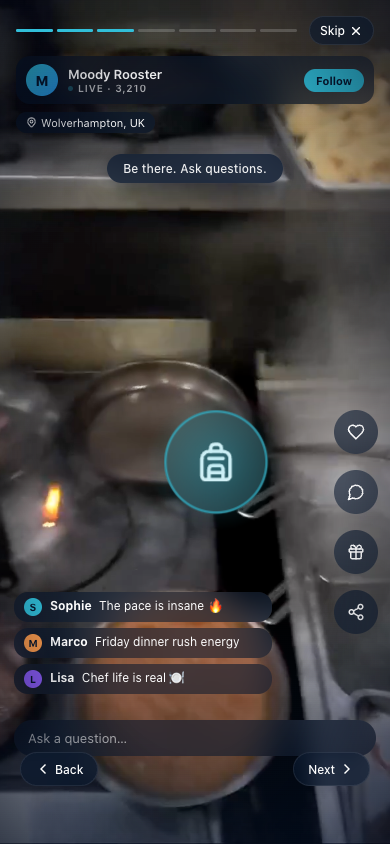 Skip
M
Moody Rooster
LIVE · 3,210
Follow
Wolverhampton, UK
Be there. Ask questions.
S Sophie The pace is insane 🔥
M Marco Friday dinner rush energy
L Lisa Chef life is real 🍽️
Ask a question...
Back
Next